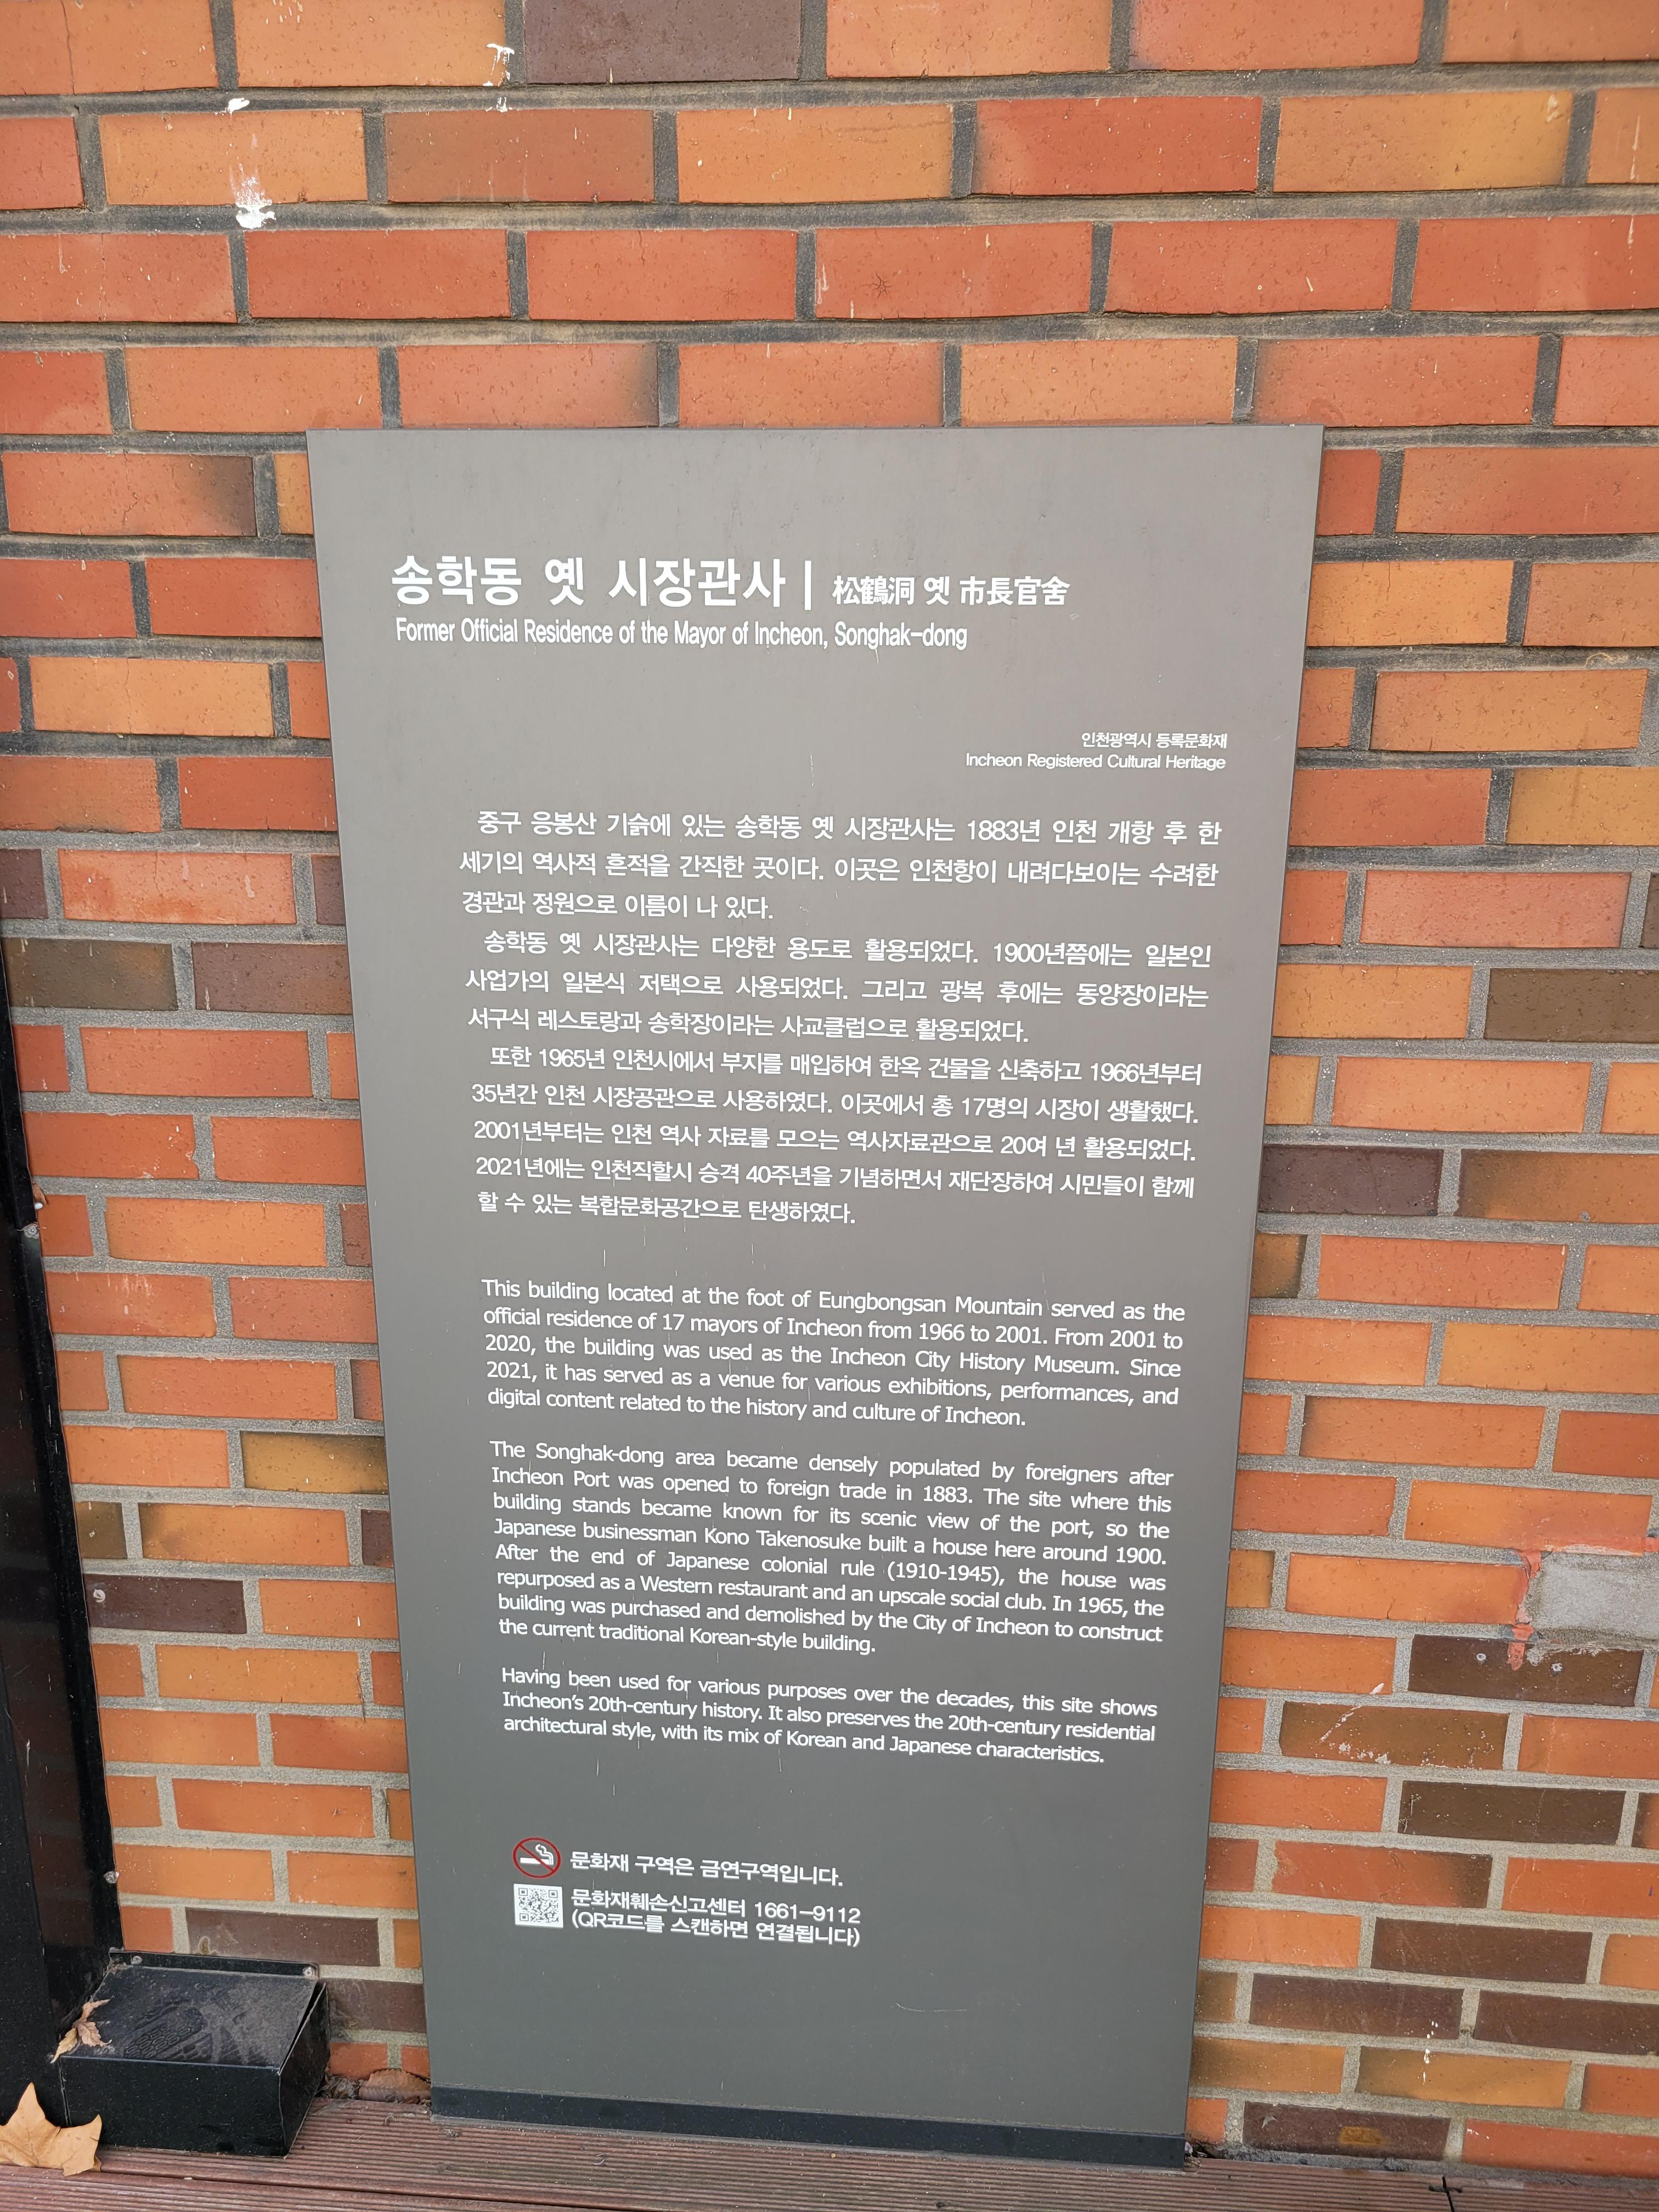 송학동 옛 시장관사 | 松鶴洞 옛 市長官舍
Former Official Residence of the Mayor of Incheon, Songhak-dong
인천광역시 등록문화재
Incheon Registered Cultural Heritage
중구 응봉산 기슭에 있는 송학동 옛 시장관사는 1883년 인천 개항 후 한
세기의 역사적 흔적을 간직한 곳이다. 이곳은 인천항이 내려다보이는 수려한
경관과 정원으로 이름이 나 있다.
송학동 옛 시장관사는 다양한 용도로 활용되었다. 1900년쯤에는 일본인
사업가의 일본식 저택으로 사용되었다. 그리고 광복 후에는 동양장이라는
서구식 레스토랑과 송학장이라는 사교클럽으로 활용되었다.
또한 1965년 인천시에서 부지를 매입하여 한옥 건물을 신축하고 1966년부터
35년간 인천 시장공관으로 사용하였다. 이곳에서 총 17명의 시장이 생활했다.
2001년부터는 인천 역사 자료를 모으는 역사자료관으로 20여 년 활용되었다.
2021년에는 인천직할시 승격 40주년을 기념하면서 재단장하여 시민들이 함께
할 수 있는 복합문화공간으로 탄생하였다.
This building located at the foot of Eungbongsan Mountain served as the
official residence of 17 mayors of Incheon from 1966 to 2001. From 2001 to
2020, the building was used as the Incheon City History Museum. Since
2021, it has served as a venue for various exhibitions, performances, and
digital content related to the history and culture of Incheon.
The Songhak-dong area became densely populated by foreigners after
Incheon Port was opened to foreign trade in 1883. The site where this
building stands became known for its scenic view of the port, so the
Japanese businessman Kono Takenosuke built a house here around 1900.
After the end of Japanese colonial rule (1910-1945), the house was
repurposed as a Western restaurant and an upscale social club. In 1965, the
building was purchased and demolished by the City of Incheon to construct
the current traditional Korean-style building.
Having been used for various purposes over the decades, this site shows
Incheon's 20th-century history. It also preserves the 20th-century residential
architectural style, with its mix of Korean and Japanese characteristics.
문화재 구역은 금연구역입니다.
문화재훼손신고센터 1661-9112
(QR코드를 스캔하면 연결됩니다)